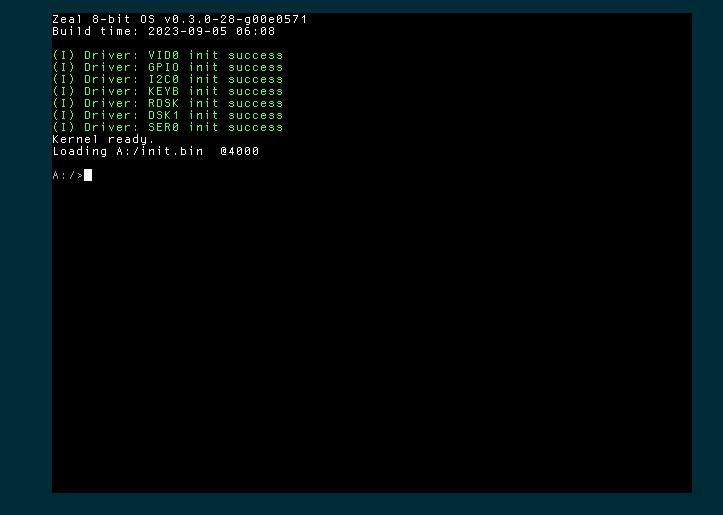 Zeal 8-bit OS v0.3.0-28-g00e0571
Build time: 2023-09-05 06:08
(I) Driver: VID0 init success
(I) Driver: GPIO init success
(I) Driver: I2C0 init success
(I) Driver: KEYB init success
(I) Driver: RDSK init success
(I) Driver: DSK1 init success
(I) Driver: SER0 init success
Kernel ready.
Loading A:/init.bin  @4000
A:/>